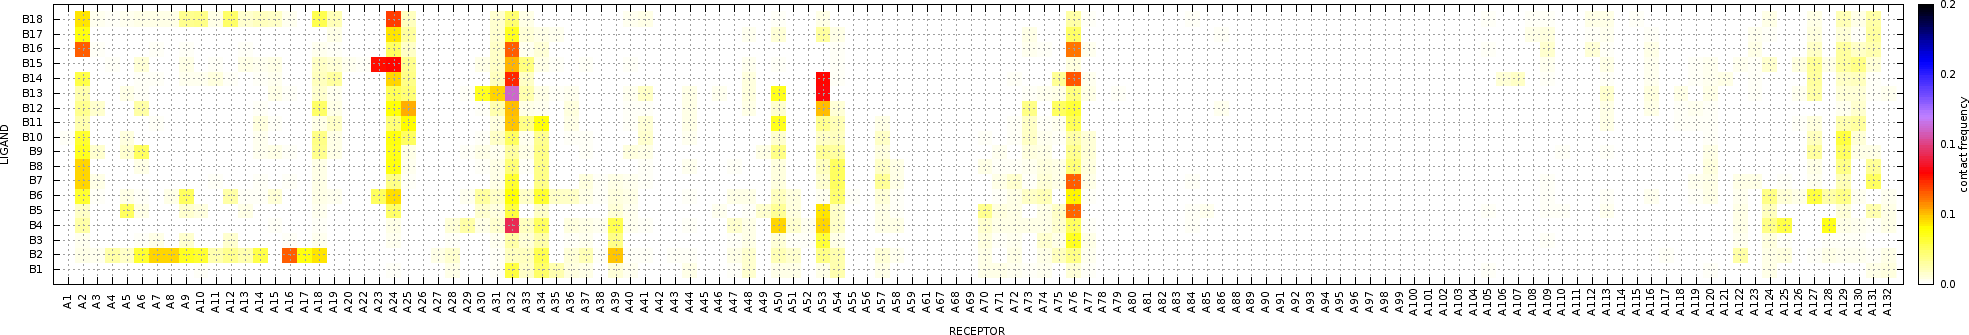 B18
B17
B16
B15
B14
B13
B12
B11
B10
B9
B8
B7
B6
B5
B4
B3
B2
B1
LIGAND
A1 A2 A3 A4 A5 A6 A7 A8 A9 A10 A11 A12 A13 A14 A15 A16 A17 A18 A19 A20 A22 A23 A24 A25 A26 A27 A28 A29 A30 A31 A32 A33 A34 A35 A36 A37 A38 A39 A40 A41 A42 A43 A44 A45 A46 A47 A48 A49 A50 A51 A52 A53 A54 A55 A56 A57 A58 A59 A61 A67 A68 A69 A70 A71 A72 A73 A74 A75 A76 A77 A78 A79 A80 A81 A82 A83 A84 A85 A86 A88 A89 A90 A91 A92 A93 A94 A95 A96 A97 A98 A99 A100 A101 A102 A103 A104 A105 A106 A107 A108 A109 A110 A111 A112 A113 A114 A115 A116 A117 A118 A119 A120 A121 A122 A123 A124 A125 A126 A127 A128 A129 A130 A131 A132
RECEPTOR
0.2
0.2
0.1
0.1
0.0
contact frequency